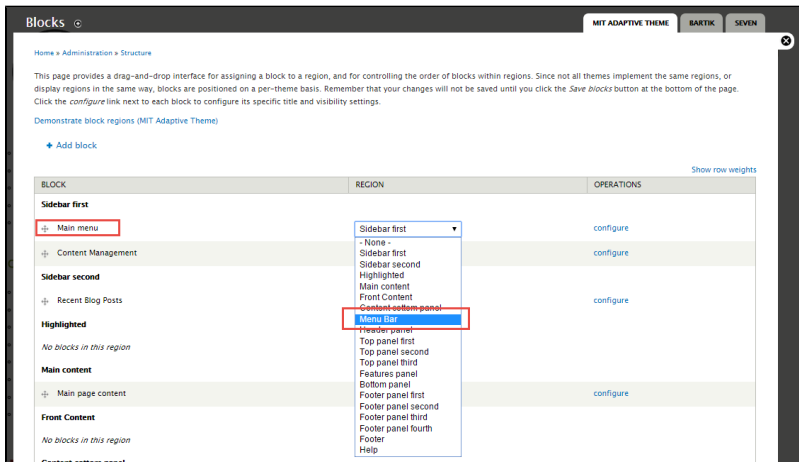 Blocks
MIT ADAPTIVE THEME BARTIK SEVEN
Home » Administration » Structure
This page provides a drag-and-drop interface for assigning a block to a region, and for controlling the order of blocks within regions. Since not all themes implement the same regions, or
display regions in the same way, blocks are positioned on a per-theme basis. Remember that your changes will not be saved until you click the Save blocks button at the bottom of the page.
Click the configure link next to each block to configure its specific title and visibility settings.
Demonstrate block regions (MIT Adaptive Theme)
+ Add block
Show row weights
BLOCK REGION OPERATIONS
Sidebar first
Main menu Sidebar first ▼ configure
- None -
Content Management Sidebar first configure
Sidebar second
Sidebar second Highlighted
Main content
Recent Blog Posts Front Content configure
Content cottom panel
Highlighted Menu Bar
Header panel
No blocks in this region Top panel first
Top panel second
Main content Top panel third
Features panel
Main page content Bottom panel configure
Footer panel first
Front Content Footer panel second
Footer panel third
No blocks in this region Footer panel fourth
Footer
Content cottom panel Help